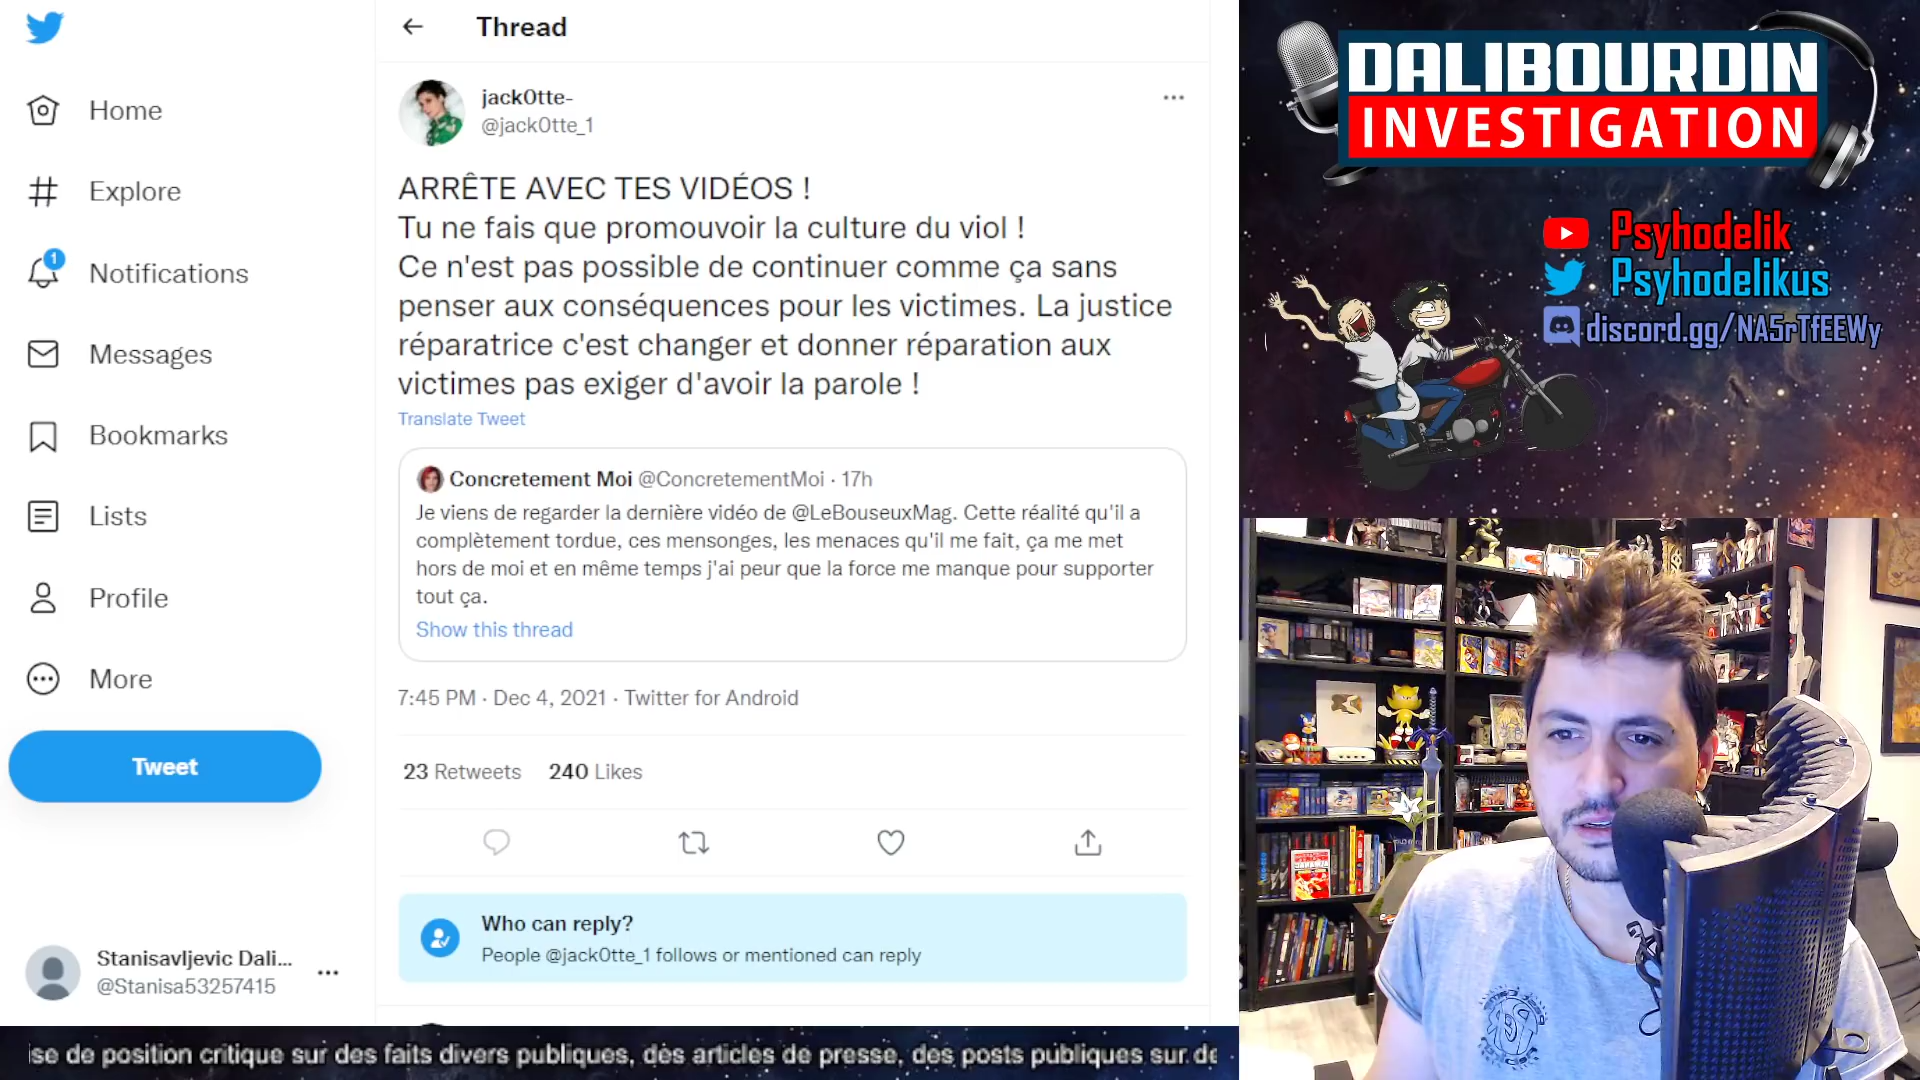 Thread
Home
Explore
1
Notifications
Messages
Bookmarks
Lists
Profile
More
Tweet
Stanisavljevic Dali...
@Stanisa53257415
jack0tte-
@jack0tte_1
ARRÊTE AVEC TES VIDÉOS !
Tu ne fais que promouvoir la culture du viol !
Ce n'est pas possible de continuer comme ça sans
penser aux conséquences pour les victimes. La justice
réparatrice c'est changer et donner réparation aux
victimes pas exiger d'avoir la parole !
Translate Tweet
Concretement Moi @ConcretementMoi · 17h
Je viens de regarder la dernière vidéo de @LeBouseuxMag. Cette réalité qu'il a
complètement tordue, ces mensonges, les menaces qu'il me fait, ça me met
hors de moi et en même temps j'ai peur que la force me manque pour supporter
tout ça.
Show this thread
7:45 PM · Dec 4, 2021 · Twitter for Android
23 Retweets 240 Likes
Who can reply?
People @jack0tte_1 follows or mentioned can reply
DALIBOURDIN
INVESTIGATION
Psyhodelik
Psyhodelikus
discord.gg/NA5rTfEEWy
se de position critique sur des faits divers publiques, des articles de presse, des posts publiques sur de